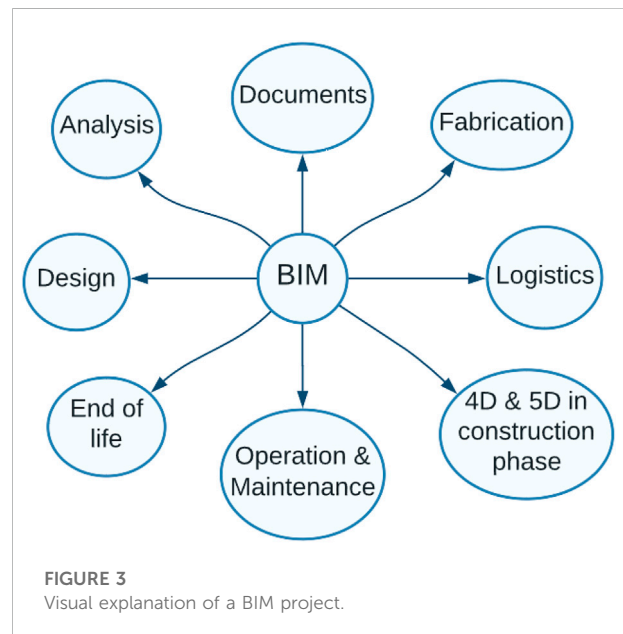 Documents
Analysis
Fabrication
BIM
Design
Logistics
End of
life
4D & 5D in
construction
phase
Operation &
Maintenance
FIGURE 3
Visual explanation of a BIM project.